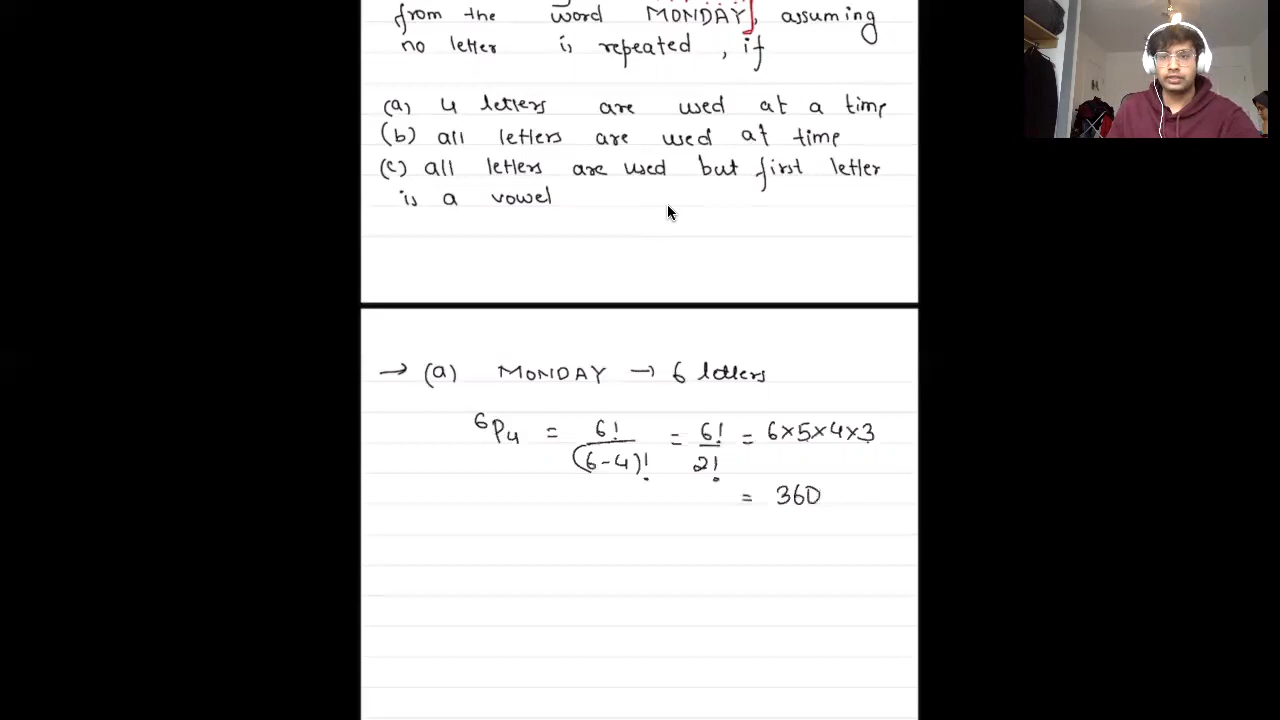 from the word MONDAY], assuming
no letter is repeated, if
(a) 4 letters are used at a time
(b) all letters are used at time
(c) all letters are used but first letter
is a vowel
→ (a) MONDAY → 6 letters
⁶P₄ = 6!/(6-4)! = 6!/2! = 6×5×4×3
= 360